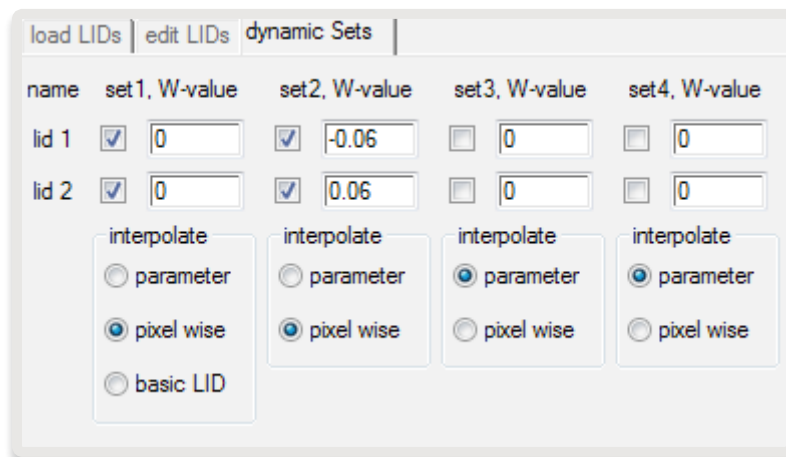 load LIDs edit LIDs dynamic Sets
name set1, W-value set2, W-value set3, W-value set4, W-value
lid 1 0 -0.06 0 0
lid 2 0 0.06 0 0
interpolate interpolate interpolate interpolate
parameter parameter parameter parameter
pixel wise pixel wise pixel wise pixel wise
basic LID